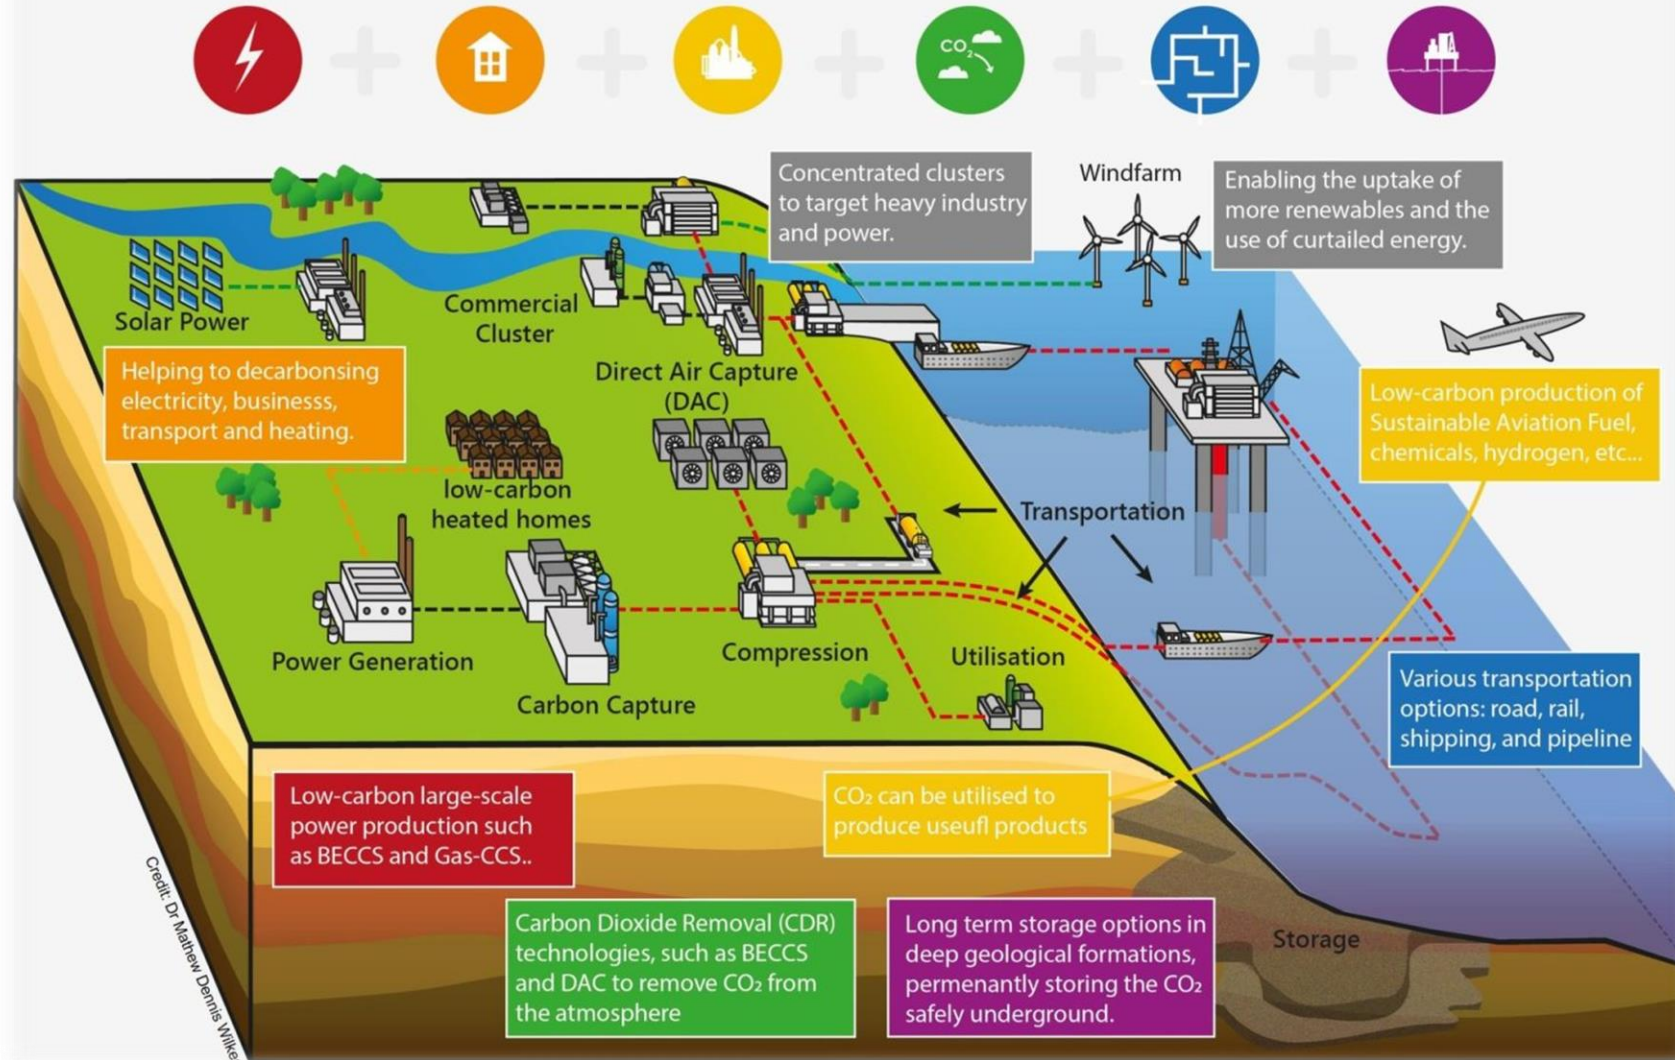 CO₂
Concentrated clusters
to target heavy industry
and power.
Windfarm
Enabling the uptake of
more renewables and the
use of curtailed energy.
Solar Power
Commercial
Cluster
Helping to decarbonsing
electricity, businesss,
transport and heating.
Direct Air Capture
(DAC)
Low-carbon production of
Sustainable Aviation Fuel,
chemicals, hydrogen, etc...
low-carbon
heated homes
Transportation
Power Generation
Carbon Capture
Compression
Utilisation
Various transportation
options: road, rail,
shipping, and pipeline
Low-carbon large-scale
power production such
as BECCS and Gas-CCS..
CO₂ can be utilised to
produce useufl products
Carbon Dioxide Removal (CDR)
technologies, such as BECCS
and DAC to remove CO₂ from
the atmosphere
Long term storage options in
deep geological formations,
permenantly storing the CO₂
safely underground.
Storage
Credit: Dr Mathew Dennis Wilke